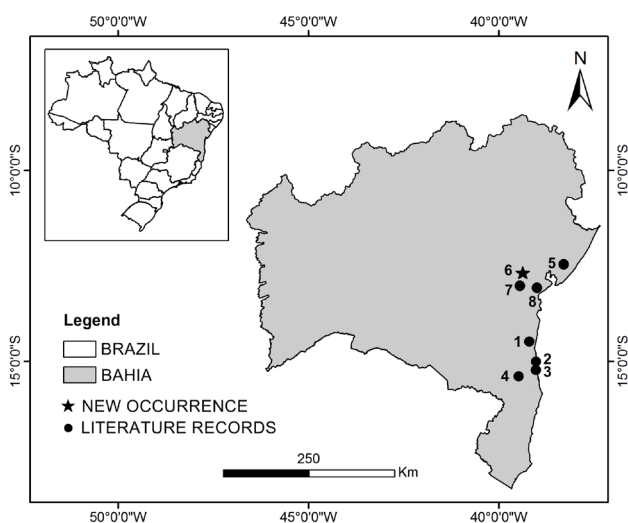 50°0'0"W 45°0'0"W 40°0'0"W
N
10°0'0"S 10°0'0"S
5
6
7
8
Legend
1
BRAZIL
2
15°0'0"S 15°0'0"S
3
BAHIA
4
NEW OCCURRENCE
LITERATURE RECORDS
250
Km
50°0'0"W 45°0'0"W 40°0'0"W